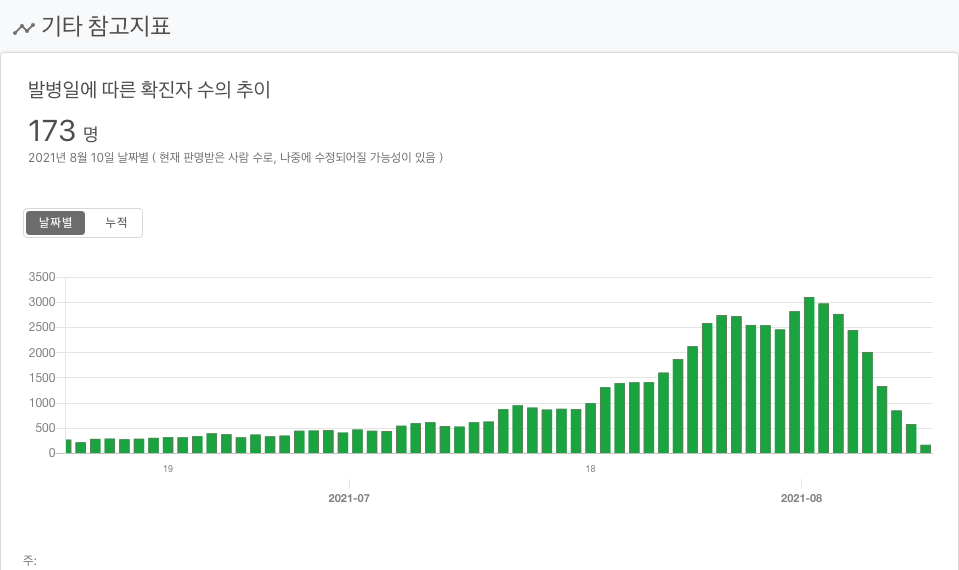 기타 참고지표
발병일에 따른 확진자 수의 추이
173 명
2021년 8월 10일 날짜별 ( 현재 판명받은 사람 수로, 나중에 수정되어질 가능성이 있음 )
날짜별 누적
3500
3000
2500
2000
1500
1000
500
0
19 18
2021-07 2021-08
주: